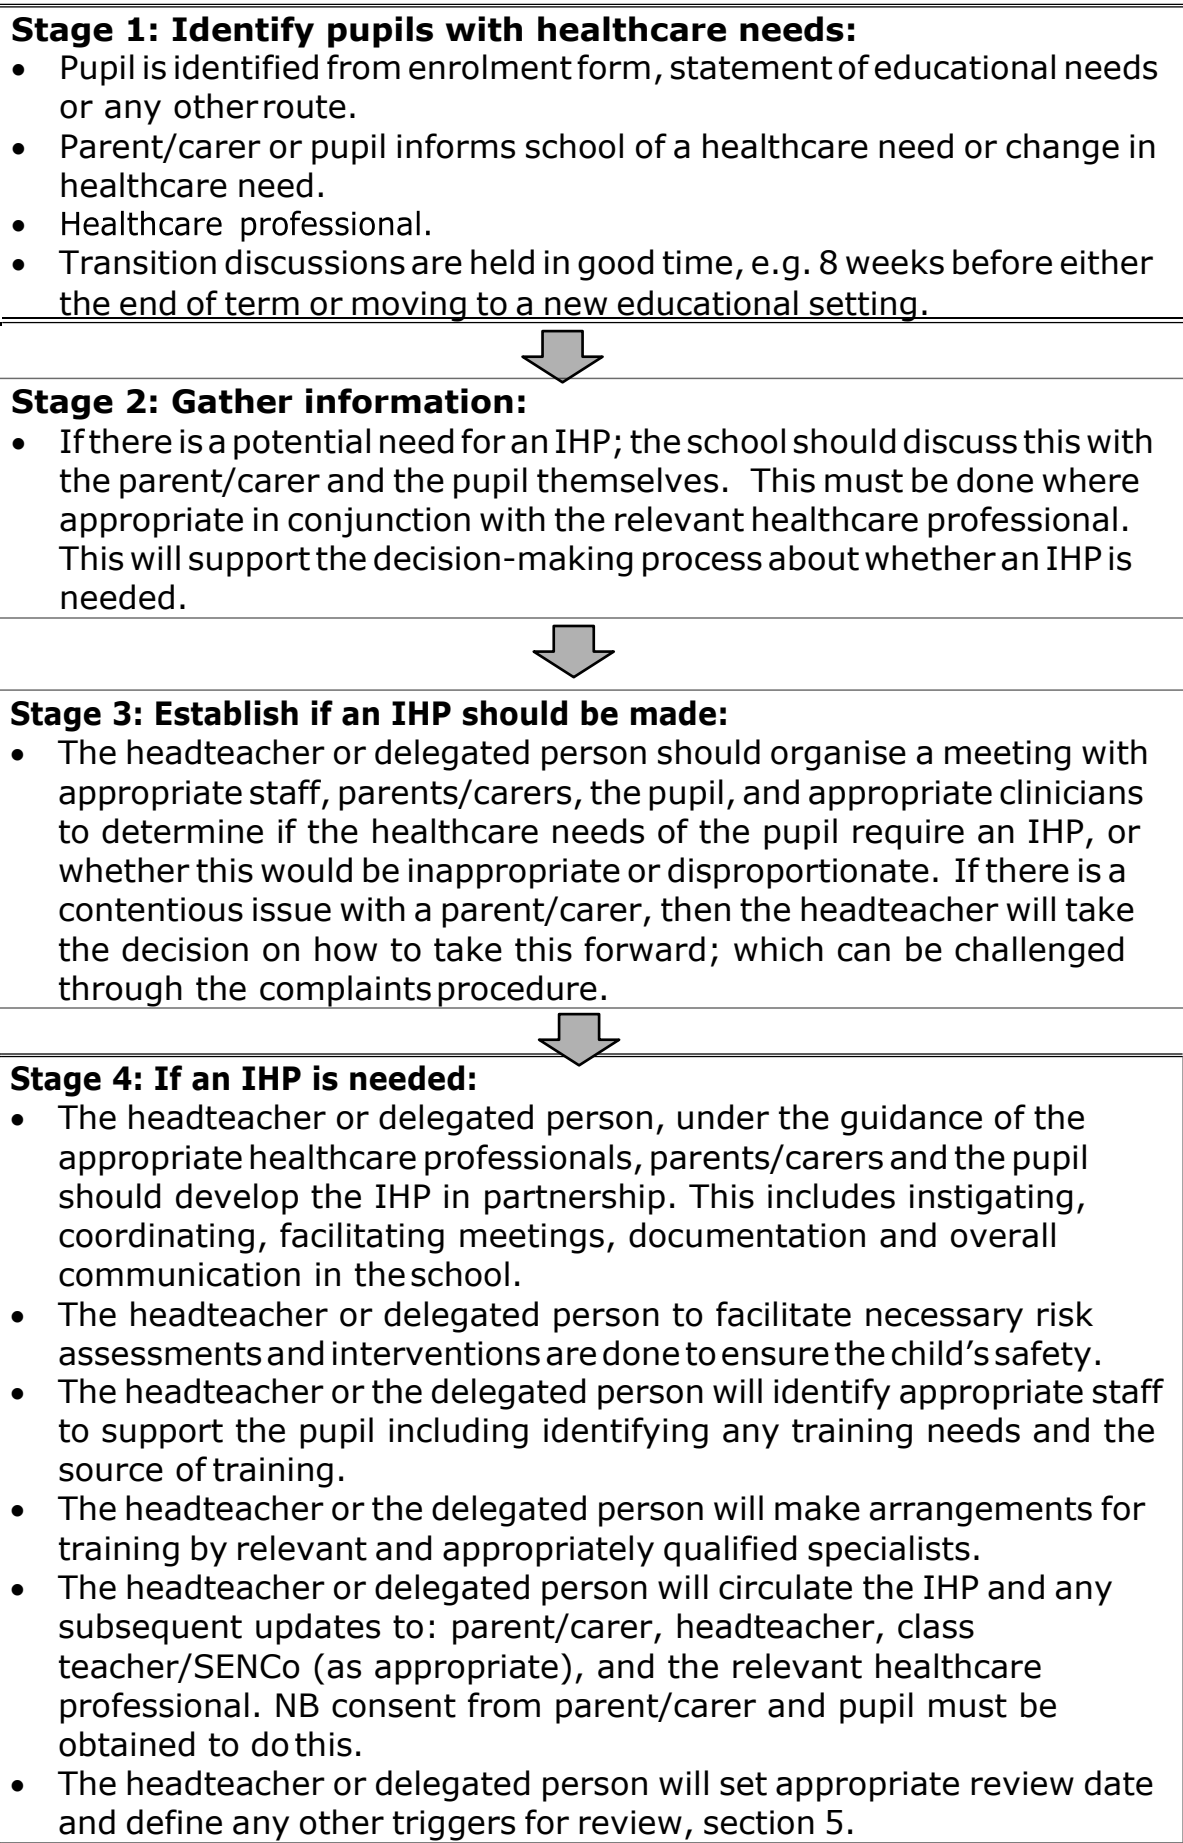 Stage 1: Identify pupils with healthcare needs:
• Pupil is identified from enrolment form, statement of educational needs
or any other route.
• Parent/carer or pupil informs school of a healthcare need or change in
healthcare need.
• Healthcare professional.
• Transition discussions are held in good time, e.g. 8 weeks before either
the end of term or moving to a new educational setting.
Stage 2: Gather information:
• If there is a potential need for an IHP; the school should discuss this with
the parent/carer and the pupil themselves. This must be done where
appropriate in conjunction with the relevant healthcare professional.
This will support the decision-making process about whether an IHP is
needed.
Stage 3: Establish if an IHP should be made:
• The headteacher or delegated person should organise a meeting with
appropriate staff, parents/carers, the pupil, and appropriate clinicians
to determine if the healthcare needs of the pupil require an IHP, or
whether this would be inappropriate or disproportionate. If there is a
contentious issue with a parent/carer, then the headteacher will take
the decision on how to take this forward; which can be challenged
through the complaints procedure.
Stage 4: If an IHP is needed:
• The headteacher or delegated person, under the guidance of the
appropriate healthcare professionals, parents/carers and the pupil
should develop the IHP in partnership. This includes instigating,
coordinating, facilitating meetings, documentation and overall
communication in the school.
• The headteacher or delegated person to facilitate necessary risk
assessments and interventions are done to ensure the child’s safety.
• The headteacher or the delegated person will identify appropriate staff
to support the pupil including identifying any training needs and the
source of training.
• The headteacher or the delegated person will make arrangements for
training by relevant and appropriately qualified specialists.
• The headteacher or delegated person will circulate the IHP and any
subsequent updates to: parent/carer, headteacher, class
teacher/SENCo (as appropriate), and the relevant healthcare
professional. NB consent from parent/carer and pupil must be
obtained to do this.
• The headteacher or delegated person will set appropriate review date
and define any other triggers for review, section 5.